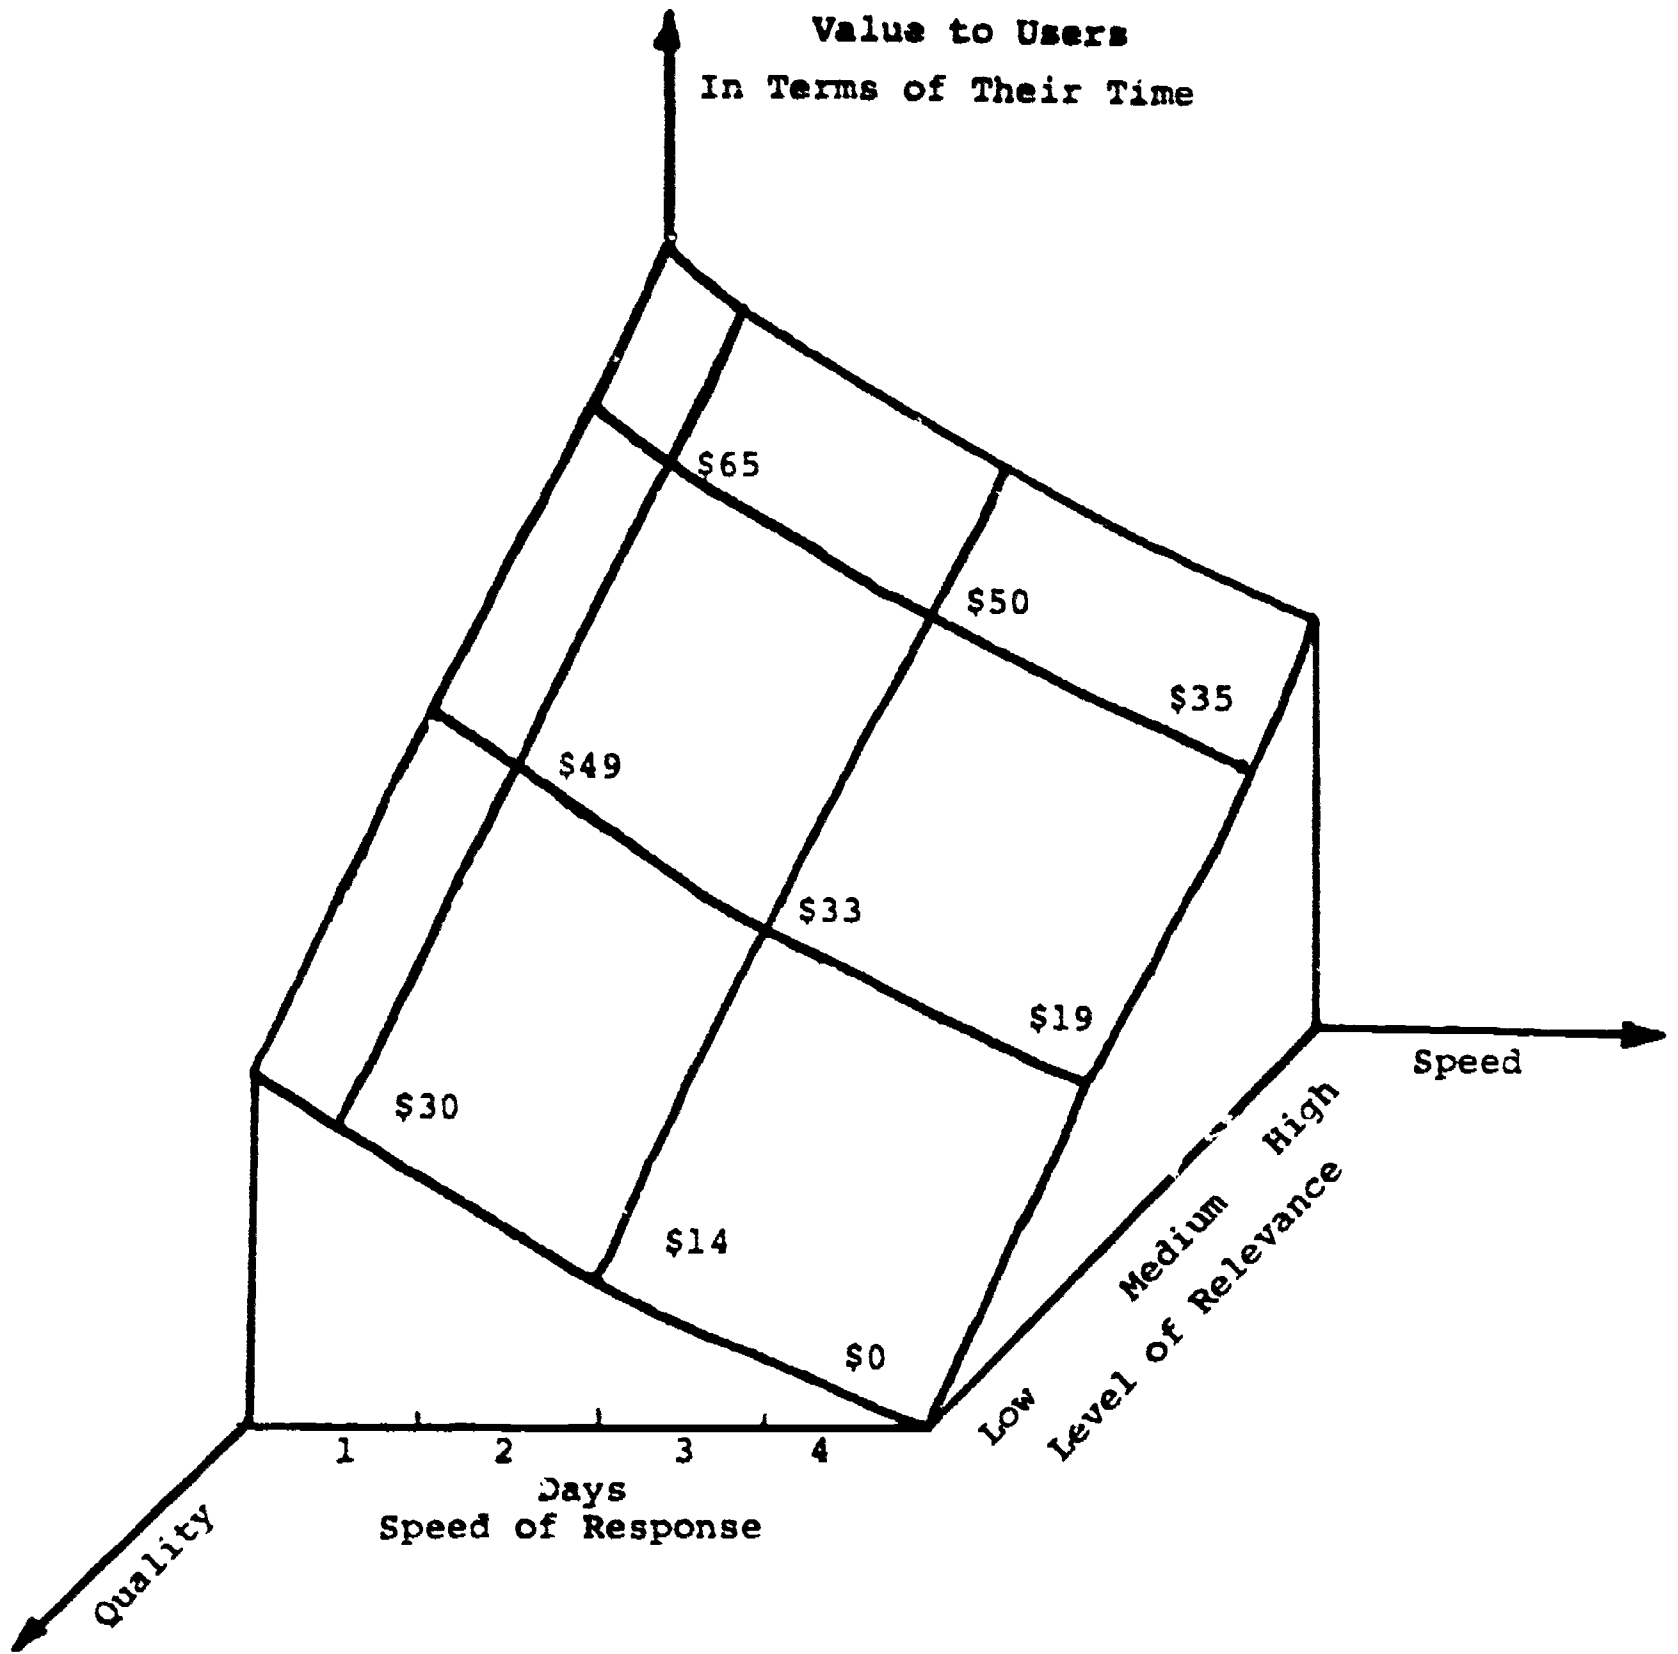 Value to Users
In Terms of Their Time
$65
$50
$35
$49
$33
$19
$30
$14
$0
Speed
High
Medium
Low
Level of Relevance
1 2 3 4
Days
Speed of Response
Quality